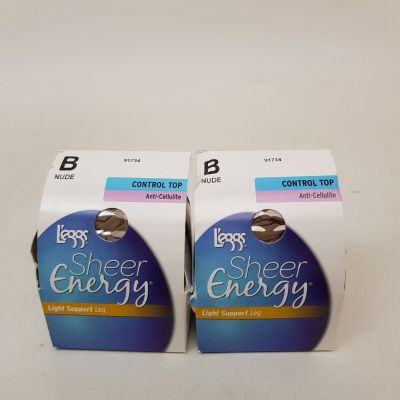 B
NUDE
91734
CONTROL TOP
Anti-Cellulite
L'eggs
Sheer
Energy®
Light Support Leg
B
NUDE
91734
CONTROL TOP
Anti-Cellulite
L'eggs
Sheer
Energy®
Light Support Leg